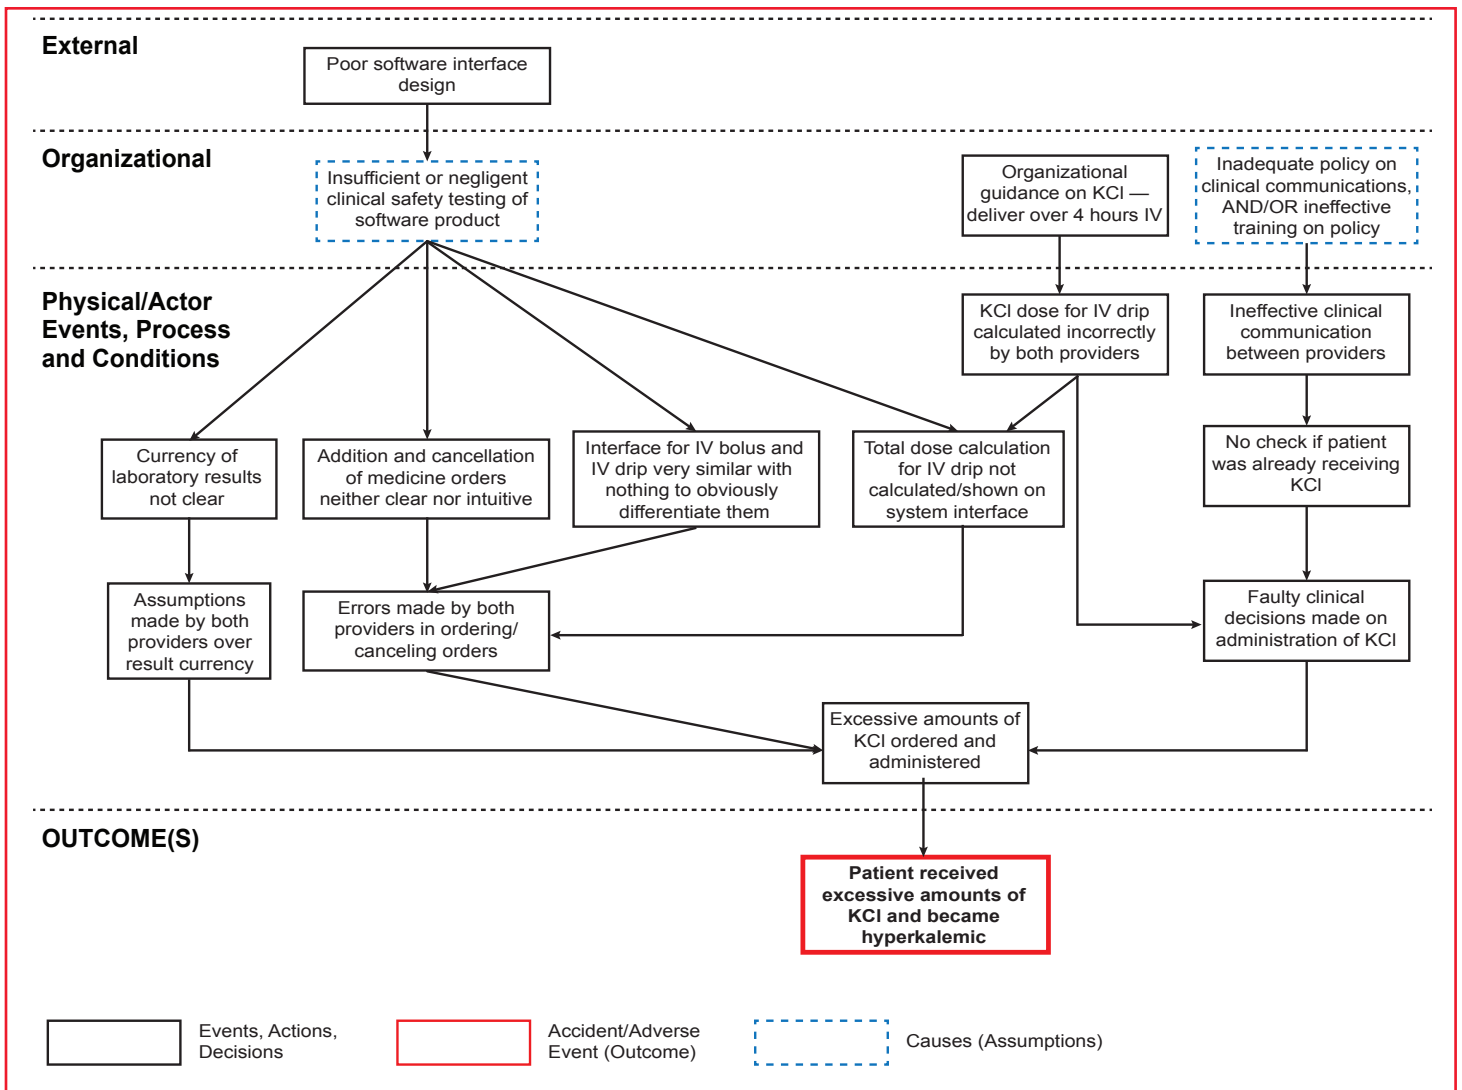 External
Poor software interface
design
Organizational
Insufficient or negligent
clinical safety testing of
software product
Organizational
guidance on KCl —
deliver over 4 hours IV
Inadequate policy on
clinical communications,
AND/OR ineffective
training on policy
Physical/Actor
Events, Process
and Conditions
KCl dose for IV drip
calculated incorrectly
by both providers
Ineffective clinical
communication
between providers
Currency of
laboratory results
not clear
Addition and cancellation
of medicine orders
neither clear nor intuitive
Interface for IV bolus and
IV drip very similar with
nothing to obviously
differentiate them
Total dose calculation
for IV drip not
calculated/shown on
system interface
No check if patient
was already receiving
KCl
Assumptions
made by both
providers over
result currency
Errors made by both
providers in ordering/
canceling orders
Faulty clinical
decisions made on
administration of KCl
Excessive amounts of
KCl ordered and
administered
OUTCOME(S)
Patient received
excessive amounts of
KCl and became
hyperkalemic
Events, Actions,
Decisions
Accident/Adverse
Event (Outcome)
Causes (Assumptions)